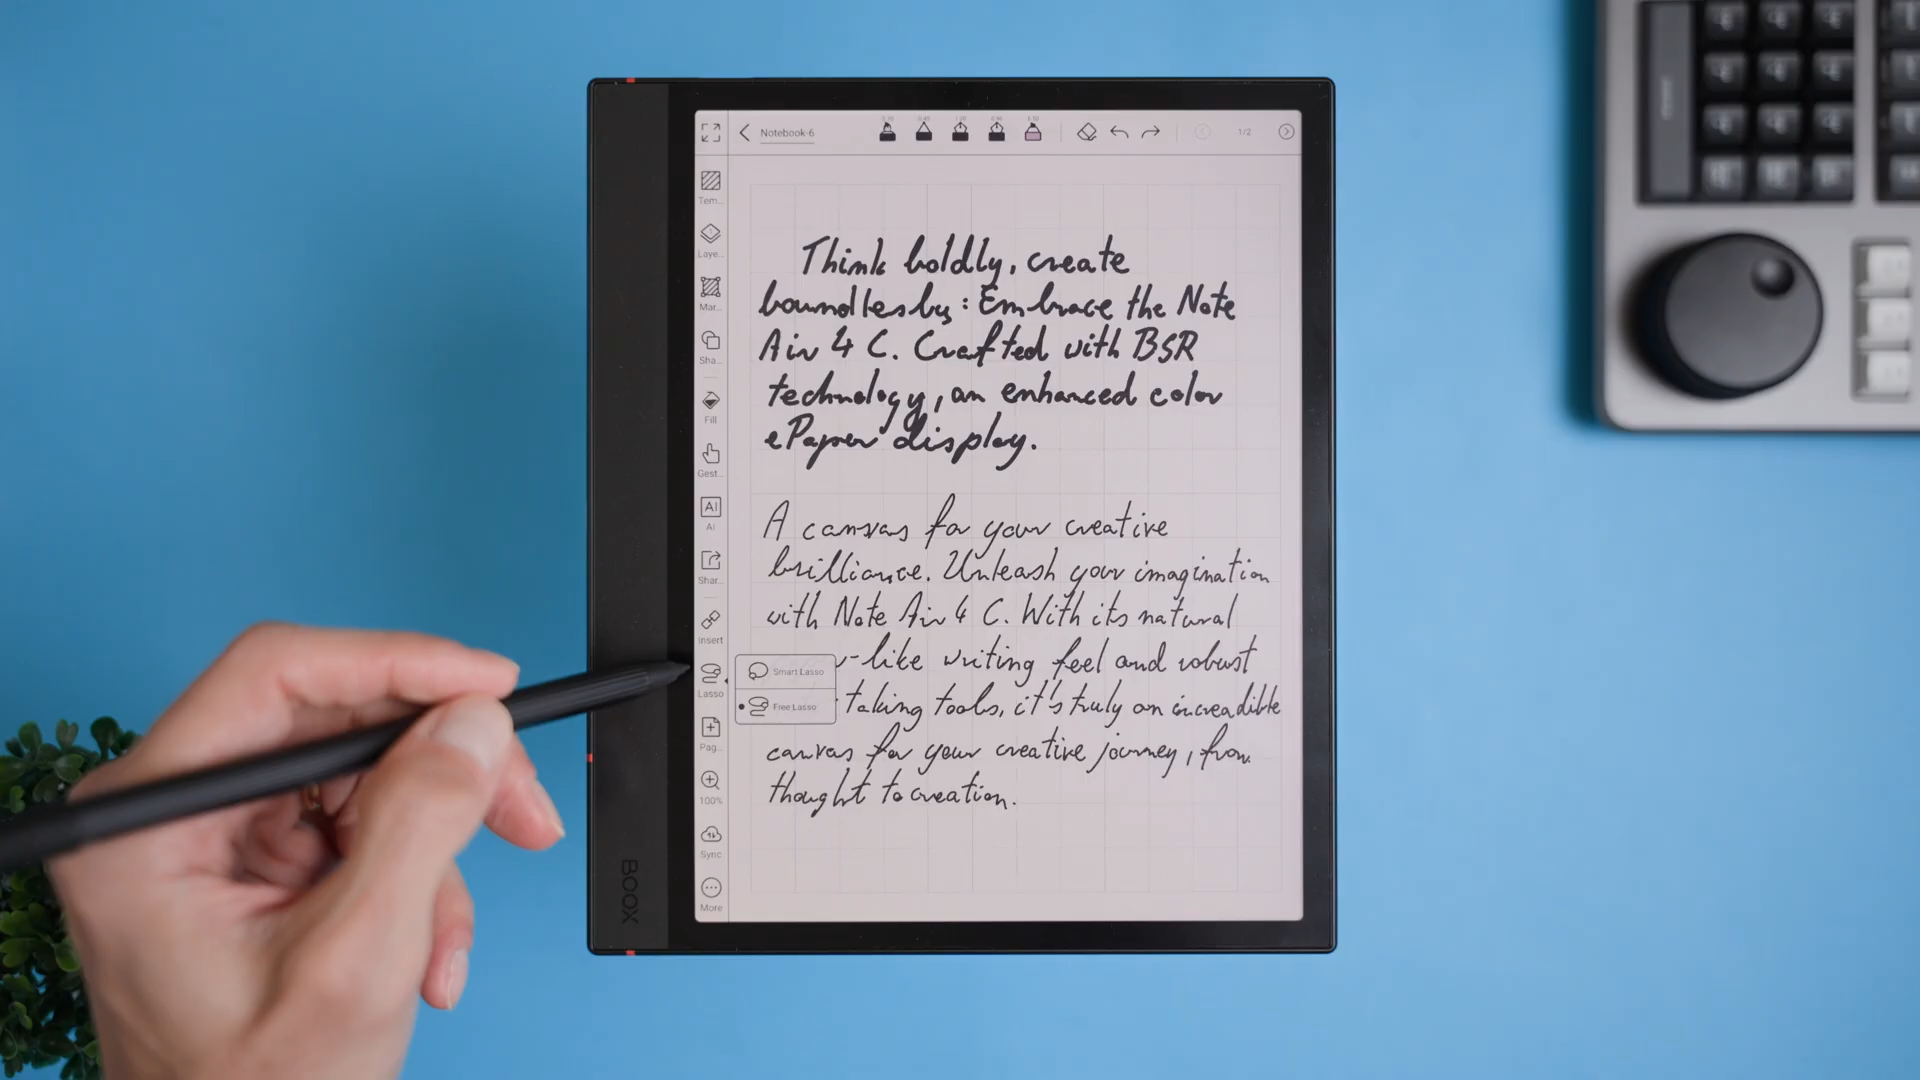 Notebook-6
1/2
Tem...
Laye...
Mar...
Sha...
Fill
Gest...
AI
AI
Shar...
Insert
Lasso
Pag...
100%
Sync
More
Smart Lasso
Free Lasso
Think boldly, create
Embrace the Note
Air 4 C. Crafted with BSR
technology, an enhanced color
ePaper display.
A canvas for your creative
brilliance. Unleash your imagination
with Note Air 4 C. With its natural
-like writing feel and robust
taking tools, it's truly an increadible
canvas for your creative journey, from
thought to creation.
BOOX